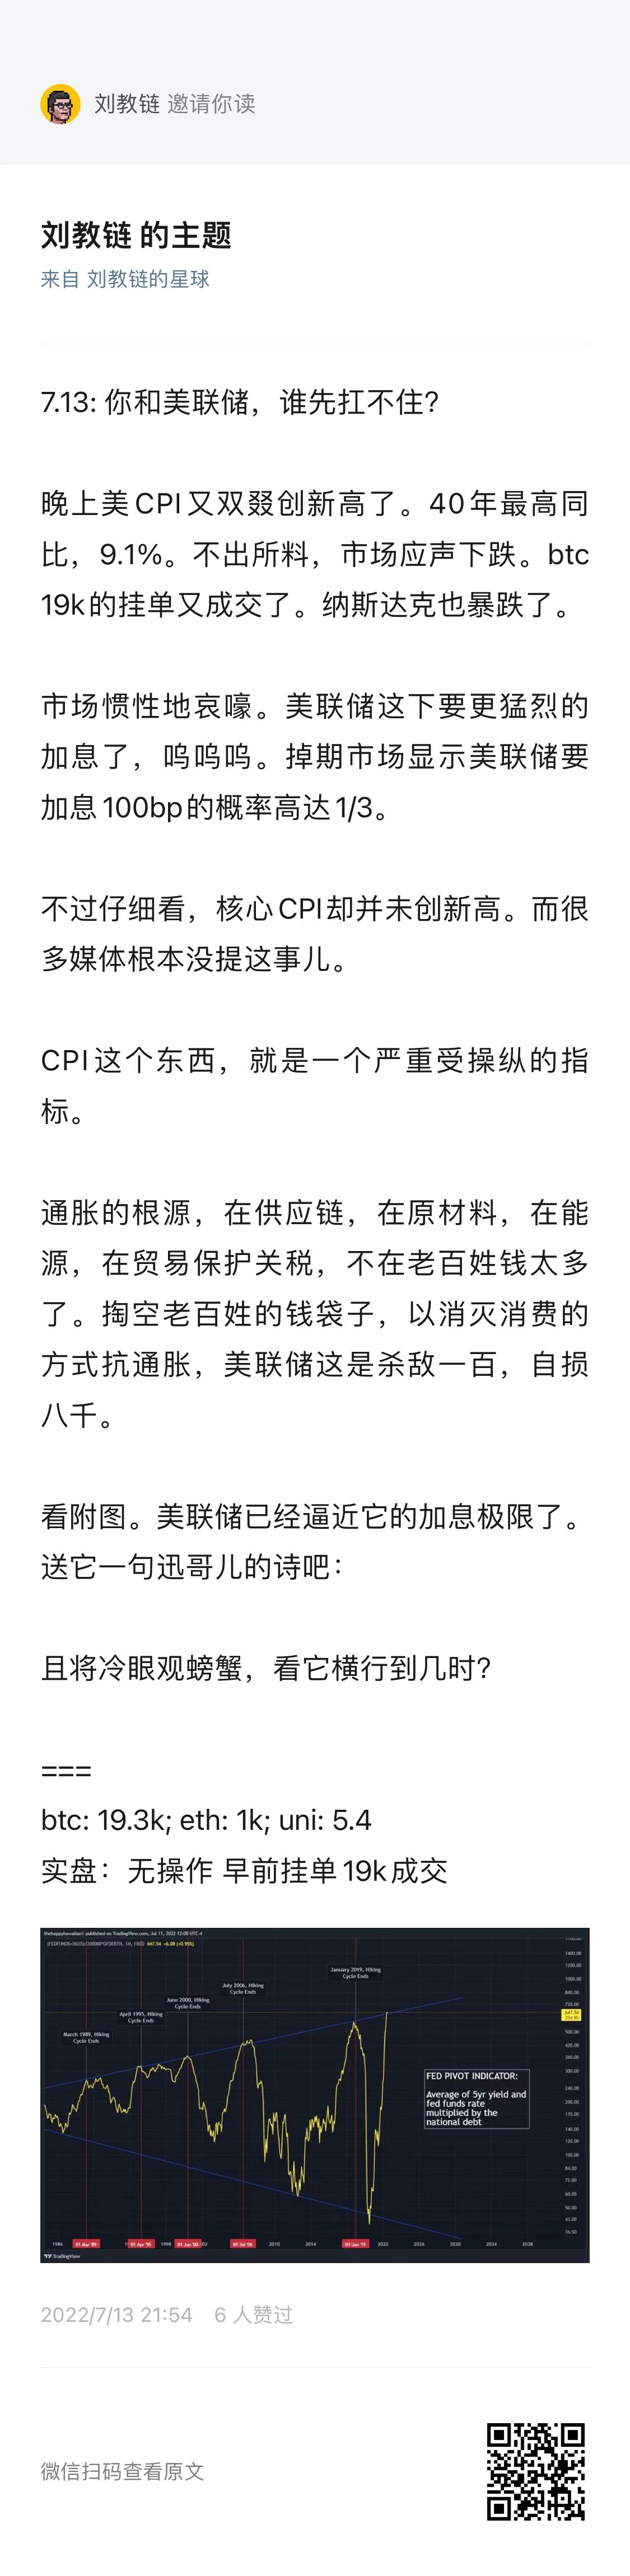 刘教链 邀请你读
刘教链 的主题
来自 刘教链的星球
7.13: 你和美联储，谁先扛不住?
晚上美CPI又双叕创新高了。40年最高同
比，9.1%。不出所料，市场应声下跌。btc
19k的挂单又成交了。纳斯达克也暴跌了。
市场惯性地哀嚎。美联储这下要更猛烈的
加息了，呜呜呜。掉期市场显示美联储要
加息100bp的概率高达1/3。
不过仔细看，核心CPI却并未创新高。而很
多媒体根本没提这事儿。
CPI这个东西，就是一个严重受操纵的指
标。
通胀的根源，在供应链，在原材料，在能
源，在贸易保护关税，不在老百姓钱太多
了。掏空老百姓的钱袋子，以消灭消费的
方式抗通胀，美联储这是杀敌一百，自损
八千。
看附图。美联储已经逼近它的加息极限了。
送它一句迅哥儿的诗吧：
且将冷眼观螃蟹，看它横行到几时?
===
btc: 19.3k; eth: 1k; uni: 5.4
实盘：无操作 早前挂单19k成交
January 2019, Hiking
Cycle Ends
July 2006, Hiking
Cycle Ends
June 2000, Hiking
Cycle Ends
April 1995, Hiking
Cycle Ends
March 1989, Hiking
Cycle Ends
FED PIVOT INDICATOR:
Average of 5yr yield and
fed funds rate
multiplied by the
national debt
TradingView
2022/7/13 21:54 6 人赞过
微信扫码查看原文